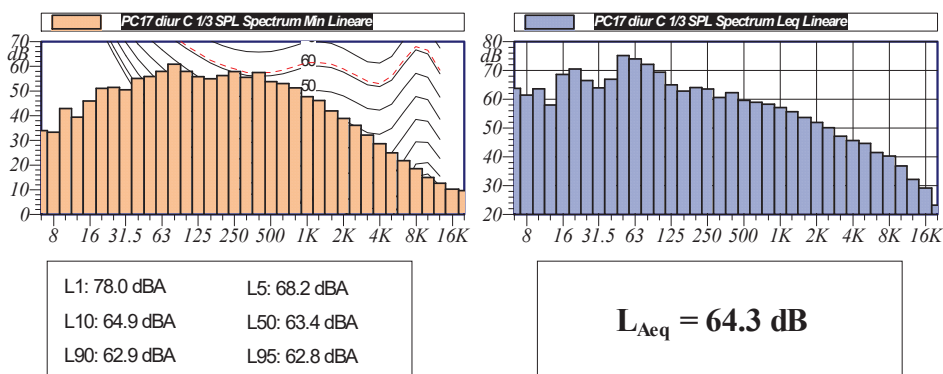 PC17 diur C 1/3 SPL Spectrum Min Lineare
70
dB
60
50
40
30
20
10
0
60
50
8 16 31.5 63 125 250 500 1K 2K 4K 8K 16K
PC17 diur C 1/3 SPL Spectrum Leq Lineare
80
dB
70
60
50
40
30
20
8 16 31.5 63 125 250 500 1K 2K 4K 8K 16K
L1: 78.0 dBA L5: 68.2 dBA
L10: 64.9 dBA L50: 63.4 dBA
L90: 62.9 dBA L95: 62.8 dBA
LAeq = 64.3 dB